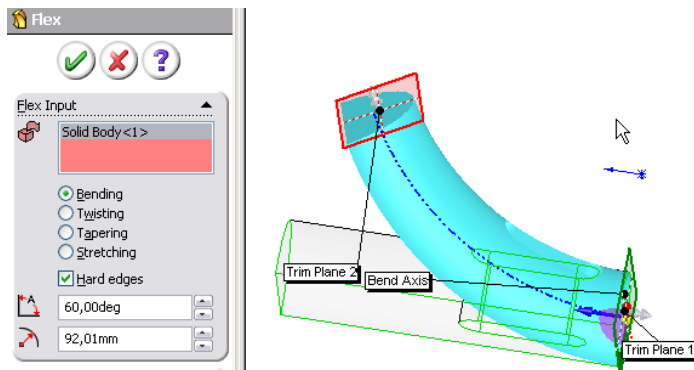 Flex
?
Flex Input
Solid Body<1>
Bending
Twisting
Tapering
Stretching
Hard edges
A
60,00deg
92,01mm
Trim Plane 2
Bend Axis
Trim Plane 1